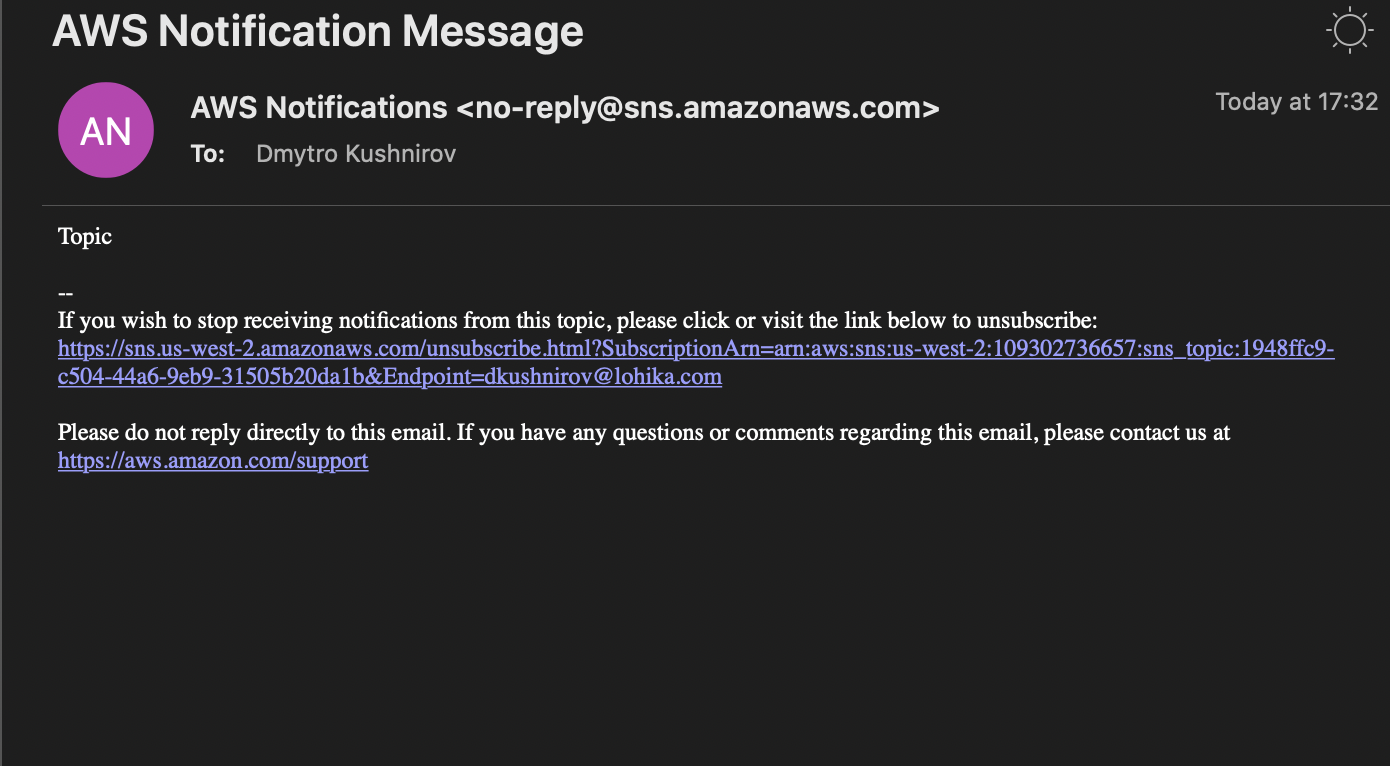 AWS Notification Message
AN
AWS Notifications <no-reply@sns.amazonaws.com>
Today at 17:32
To: Dmytro Kushnirov
Topic
--
If you wish to stop receiving notifications from this topic, please click or visit the link below to unsubscribe:
https://sns.us-west-2.amazonaws.com/unsubscribe.html?SubscriptionArn=arn:aws:sns:us-west-2:109302736657:sns_topic:1948ffc9-
c504-44a6-9eb9-31505b20da1b&Endpoint=dkushnirov@lohika.com
Please do not reply directly to this email. If you have any questions or comments regarding this email, please contact us at
https://aws.amazon.com/support